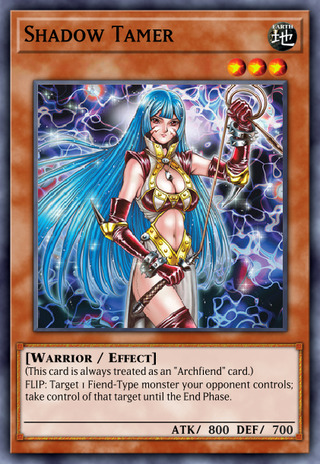 SHADOW TAMER
EARTH
地
[WARRIOR / EFFECT]
(This card is always treated as an "Archfiend" card.)
FLIP: Target 1 Fiend-Type monster your opponent controls;
take control of that target until the End Phase.
ATK/ 800 DEF/ 700